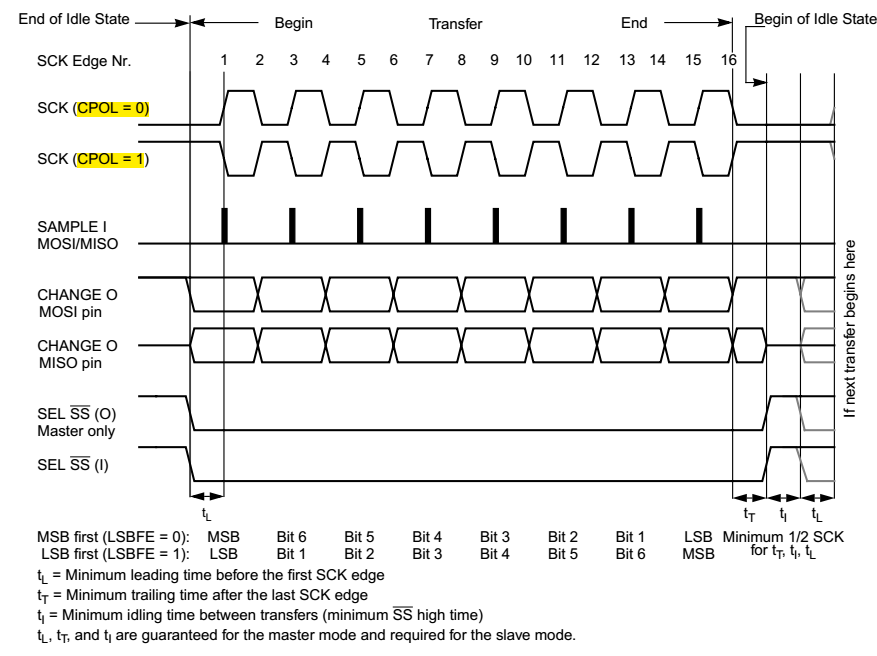 End of Idle State Begin Transfer End Begin of Idle State
SCK Edge Nr. 1 2 3 4 5 6 7 8 9 10 11 12 13 14 15 16
SCK (CPOL = 0)
SCK (CPOL = 1)
SAMPLE I
MOSI/MISO
CHANGE O
MOSI pin
CHANGE O
MISO pin
SEL SS (O)
Master only
SEL SS (I)
If next transfer begins here
tL tT tI tL
MSB first (LSBFE = 0): MSB Bit 6 Bit 5 Bit 4 Bit 3 Bit 2 Bit 1 LSB Minimum 1/2 SCK
LSB first (LSBFE = 1): LSB Bit 1 Bit 2 Bit 3 Bit 4 Bit 5 Bit 6 MSB for tT, tI, tL
tL = Minimum leading time before the first SCK edge
tT = Minimum trailing time after the last SCK edge
tI = Minimum idling time between transfers (minimum SS high time)
tL, tT, and tI are guaranteed for the master mode and required for the slave mode.